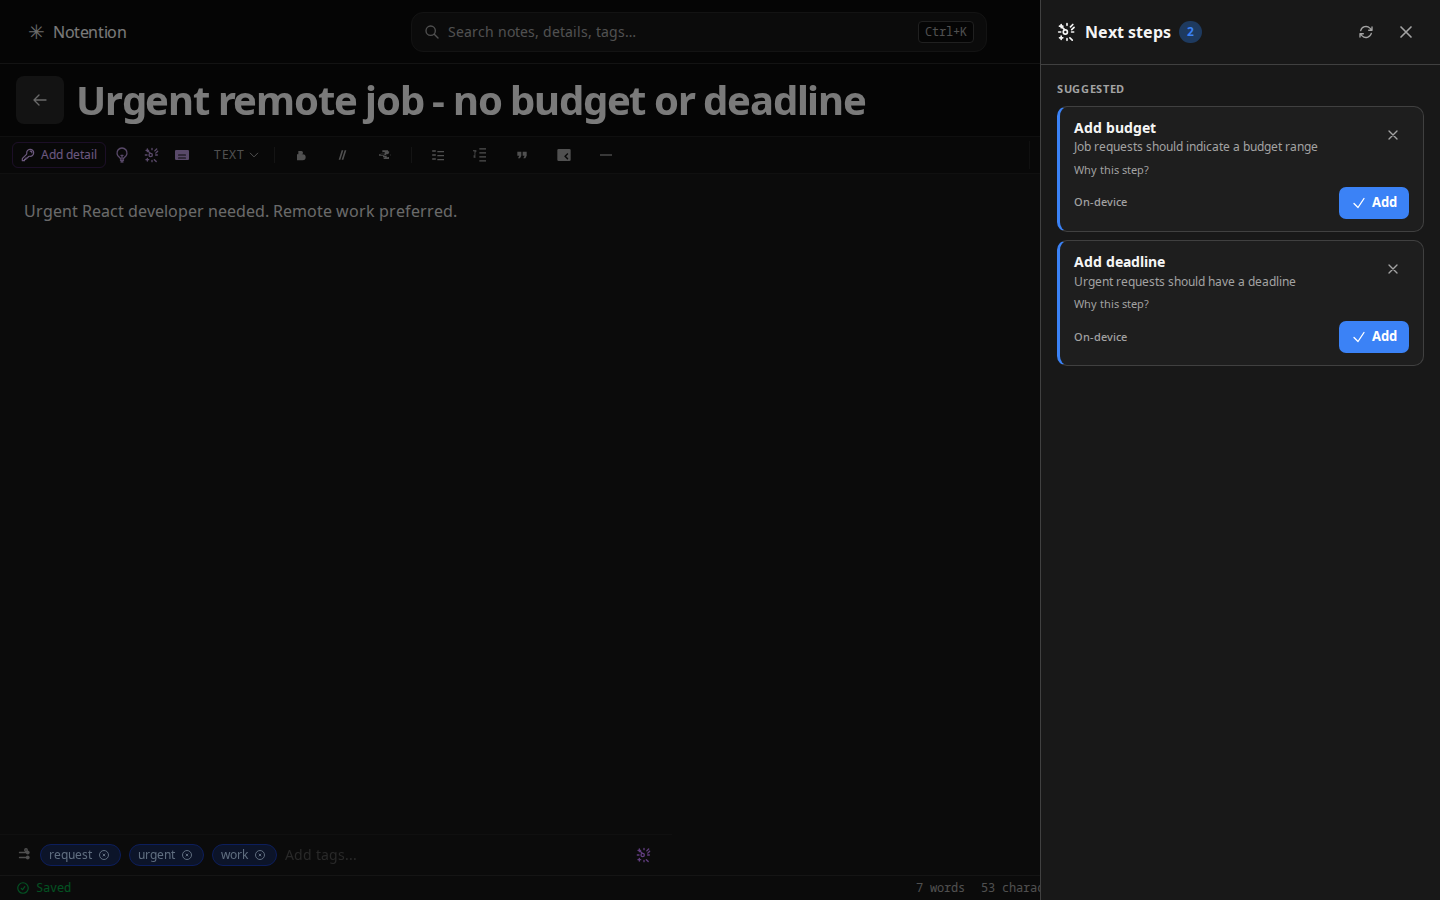 Notention
Search notes, details, tags...
Ctrl+K
Next steps
2
Urgent remote job - no budget or deadline
Add detail
TEXT
Urgent React developer needed. Remote work preferred.
SUGGESTED
Add budget
Job requests should indicate a budget range
Why this step?
On-device
Add
Add deadline
Urgent requests should have a deadline
Why this step?
On-device
Add
request
urgent
work
Add tags...
Saved
7 words
53